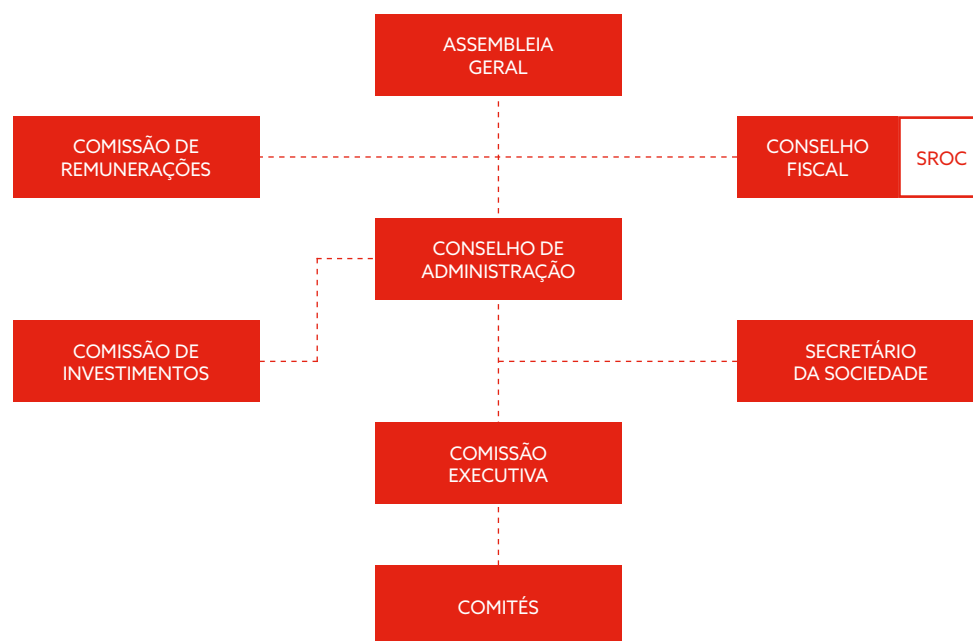 ASSEMBLEIA
GERAL
COMISSÃO DE
REMUNERAÇÕES
CONSELHO
FISCAL
SROC
CONSELHO DE
ADMINISTRAÇÃO
COMISSÃO DE
INVESTIMENTOS
SECRETÁRIO
DA SOCIEDADE
COMISSÃO
EXECUTIVA
COMITÉS